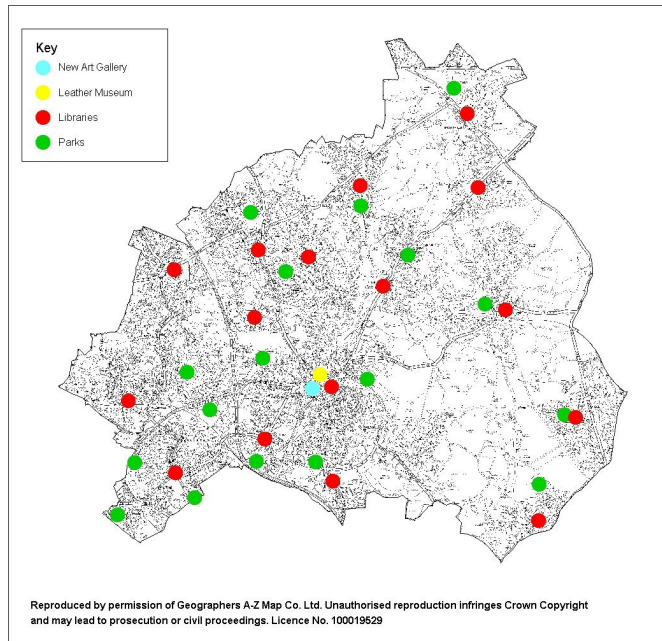 Key
New Art Gallery
Leather Museum
Libraries
Parks
Reproduced by permission of Geographers A-Z Map Co. Ltd. Unauthorised reproduction infringes Crown Copyright
and may lead to prosecution or civil proceedings. Licence No. 100019529